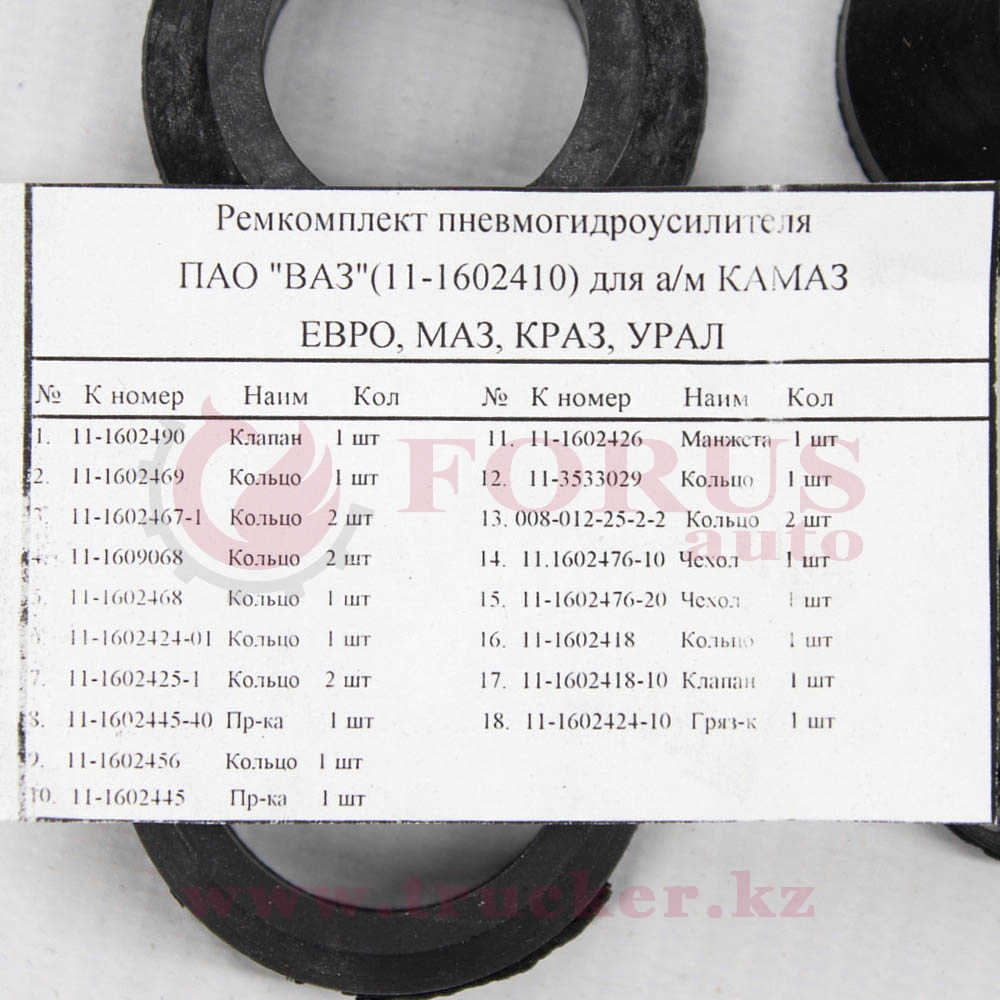 Ремкомплект пневмогидроусилителя
ПАО "ВАЗ"(11-1602410) для а/м КАМАЗ
ЕВРО, МАЗ, КРАЗ, УРАЛ
№ К номер Наим Кол
1. 11-1602490 Клапан 1 шт
2. 11-1602469 Кольцо 1 шт
3. 11-1602467-1 Кольцо 2 шт
4. 11-1609068 Кольцо 2 шт
5. 11-1602468 Кольцо 1 шт
6. 11-1602424-01 Кольцо 1 шт
7. 11-1602425-1 Кольцо 2 шт
8. 11-1602445-40 Пр-ка 1 шт
9. 11-1602456 Кольцо 1 шт
10. 11-1602445 Пр-ка 1 шт
№ К номер Наим Кол
11. 11-1602426 Манжета 1 шт
12. 11-3533029 Кольцо 1 шт
13. 008-012-25-2-2 Кольцо 2 шт
14. 11.1602476-10 Чехол 1 шт
15. 11-1602476-20 Чехол 1 шт
16. 11-1602418 Кольцо 1 шт
17. 11-1602418-10 Клапан 1 шт
18. 11-1602424-10 Гряз-к 1 шт
FORUS
auto
www.trucker.kz